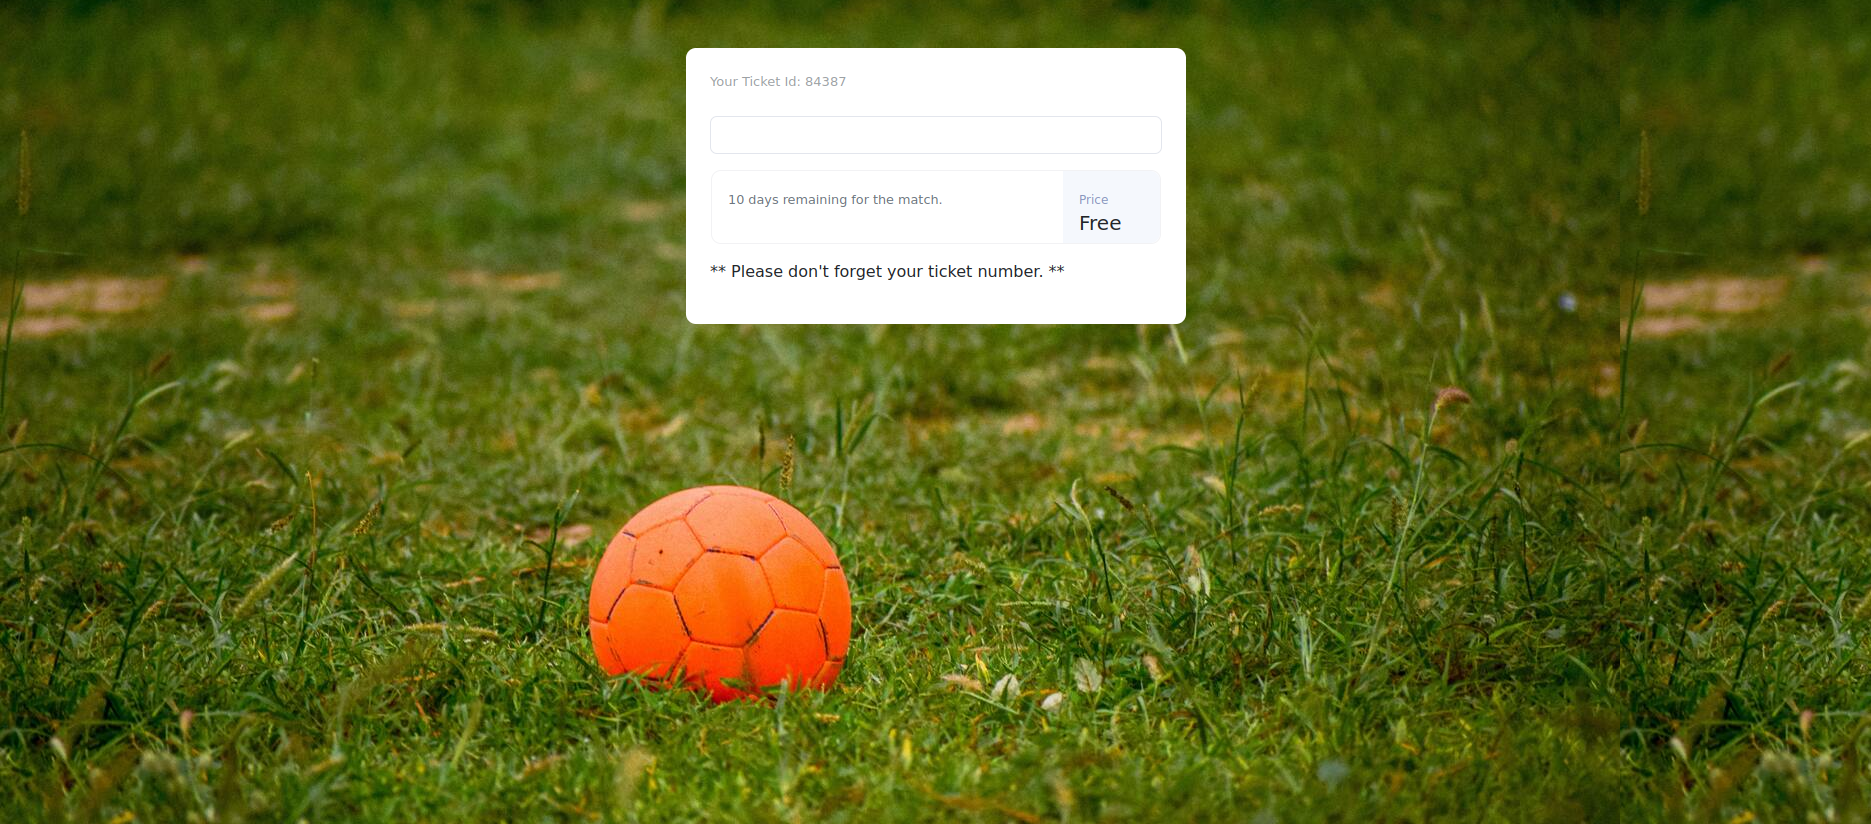 Your Ticket Id: 84387
10 days remaining for the match.
Price
Free
** Please don't forget your ticket number. **